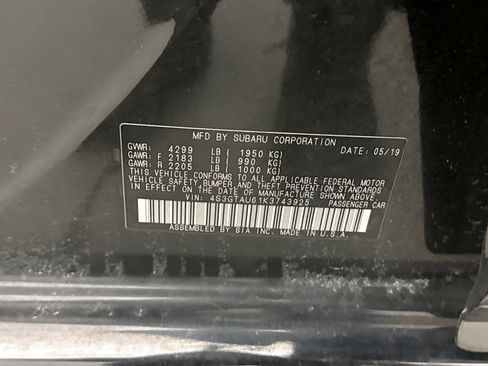 MFD BY SUBARU CORPORATION DATE: 05/19
GVWR: 4299 LB ( 1950 KG)
GAWR: F 2183 LB ( 990 KG)
GAWR: R 2205 LB ( 1000 KG)
THIS VEHICLE CONFORMS TO ALL APPLICABLE FEDERAL MOTOR
VEHICLE SAFETY, BUMPER, AND THEFT PREVENTION STANDARDS
IN EFFECT ON THE DATE OF MANUFACTURE SHOWN ABOVE.
VIN: 4S3GTAU61K3743925 PASSENGER CAR
ASSEMBLED BY SIA INC. MADE IN U.S.A.